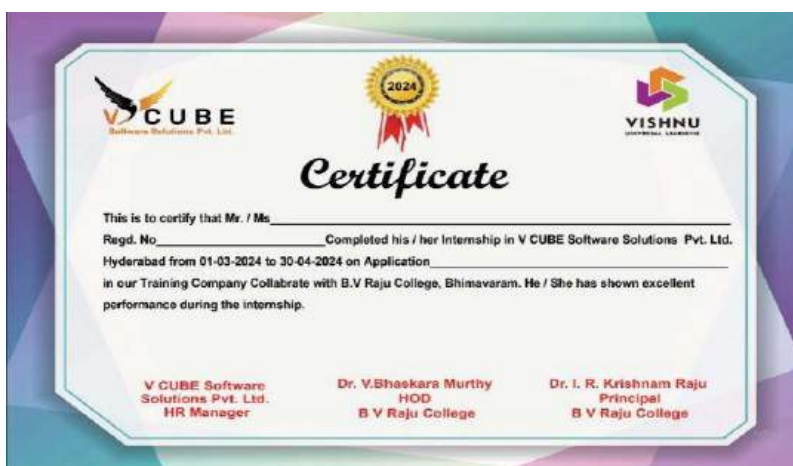 V CUBE
Software Solutions Pvt. Ltd.
2024
VISHNU
UNIVERSAL LEARNING
Certificate
This is to certify that Mr. / Ms
Regd. No Completed his / her Internship in V CUBE Software Solutions Pvt. Ltd.
Hyderabad from 01-03-2024 to 30-04-2024 on Application
in our Training Company Collabrate with B.V Raju College, Bhimavaram. He / She has shown excellent
performance during the internship.
V CUBE Software
Solutions Pvt. Ltd.
HR Manager
Dr. V.Bhaskara Murthy
HOD
B V Raju College
Dr. I. R. Krishnam Raju
Principal
B V Raju College